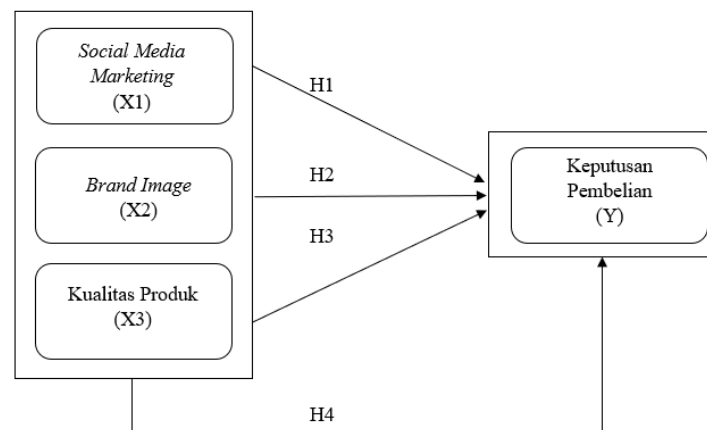 Social Media
Marketing
(X1)
H1
Brand Image
(X2)
H2
Keputusan
Pembelian
(Y)
H3
Kualitas Produk
(X3)
H4